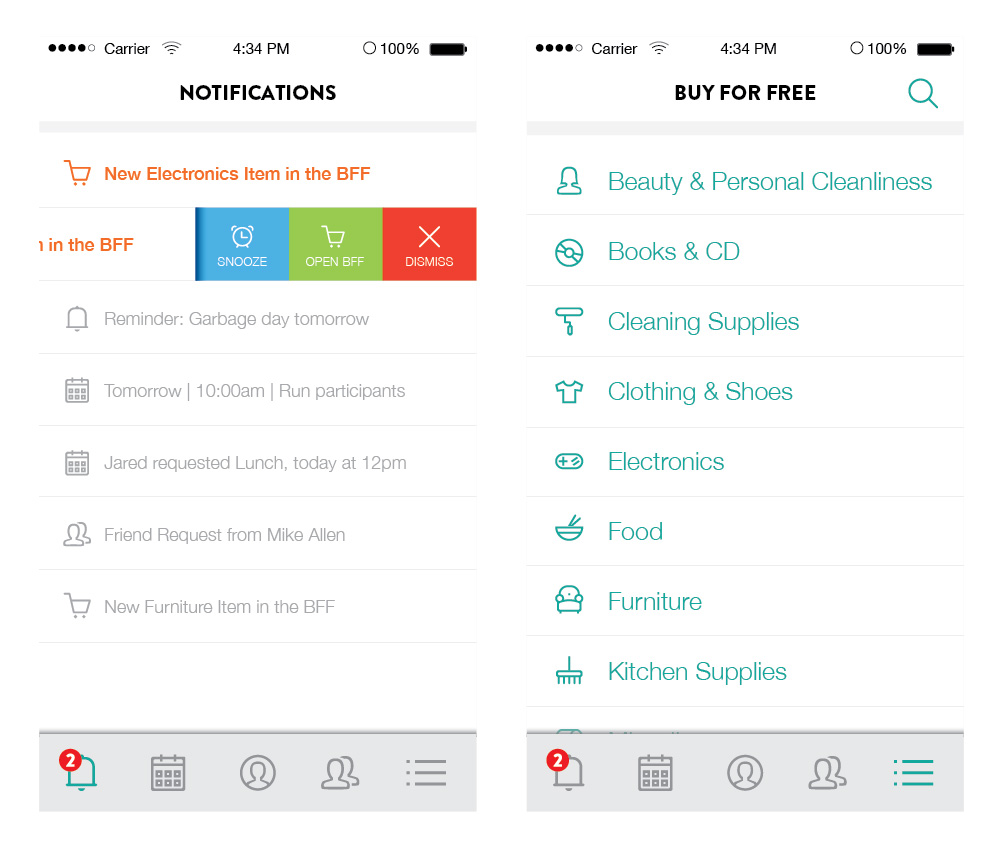 Carrier 4:34 PM 100%
NOTIFICATIONS
New Electronics Item in the BFF
in the BFF
SNOOZE OPEN BFF DISMISS
Reminder: Garbage day tomorrow
Tomorrow | 10:00am | Run participants
Jared requested Lunch, today at 12pm
Friend Request from Mike Allen
New Furniture Item in the BFF
2
Carrier 4:34 PM 100%
BUY FOR FREE
Beauty & Personal Cleanliness
Books & CD
Cleaning Supplies
Clothing & Shoes
Electronics
Food
Furniture
Kitchen Supplies
2